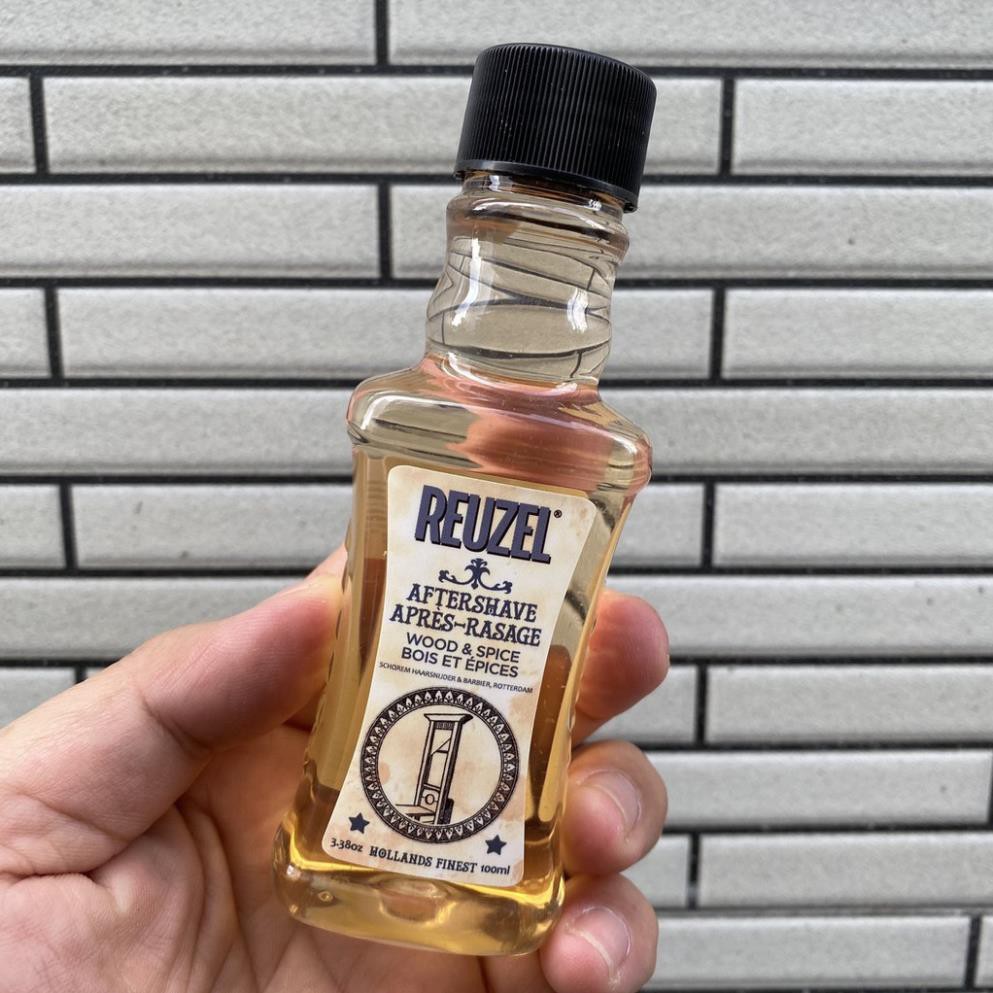 REUZEL®
AFTERSHAVE
APRÈS-RASAGE
WOOD & SPICE
BOIS ET ÉPICES
SCHOREM HAARSNIJDER & BARBIER, ROTTERDAM
3.38oz HOLLANDS FINEST 100ml